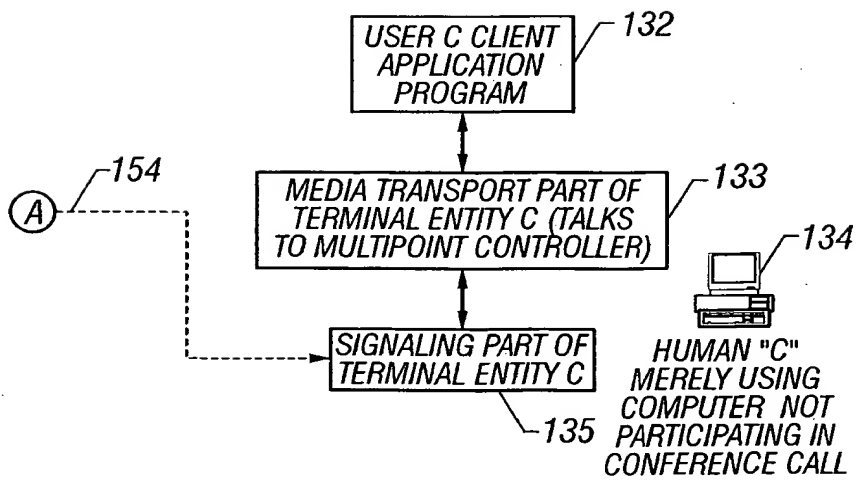 USER C CLIENT
APPLICATION
PROGRAM
132
154
A
MEDIA TRANSPORT PART OF
TERMINAL ENTITY C (TALKS
TO MULTIPOINT CONTROLLER)
133
134
SIGNALING PART OF
TERMINAL ENTITY C
135
HUMAN "C"
MERELY USING
COMPUTER NOT
PARTICIPATING IN
CONFERENCE CALL